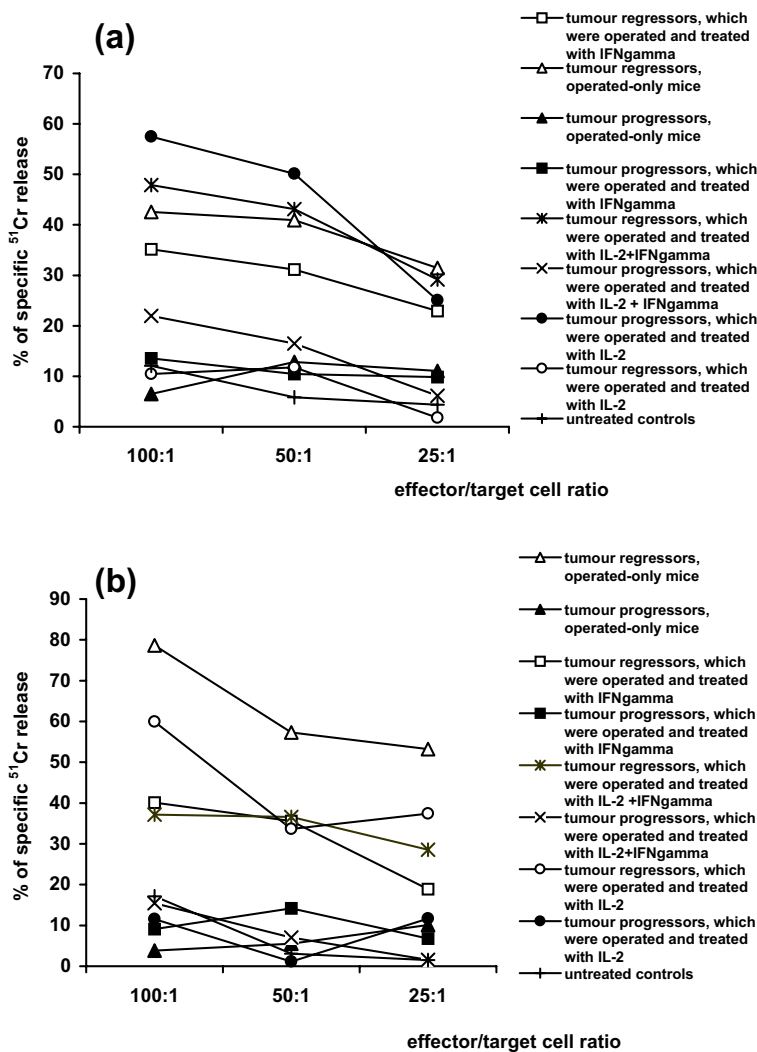 (a)
70
60
50
40
30
20
10
0
% of specific 51Cr release
100:1
50:1
25:1
effector/target cell ratio
tumour regressors, which
were operated and treated
with IFNgamma
tumour regressors,
operated-only mice
tumour progressors,
operated-only mice
tumour progressors, which
were operated and treated
with IFNgamma
tumour regressors, which
were operated and treated
with IL-2+IFNgamma
tumour progressors, which
were operated and treated
with IL-2 + IFNgamma
tumour progressors, which
were operated and treated
with IL-2
tumour regressors, which
were operated and treated
with IL-2
untreated controls
(b)
90
80
70
60
50
40
30
20
10
0
% of specific 51Cr release
100:1
50:1
25:1
effector/target cell ratio
tumour regressors,
operated-only mice
tumour progressors,
operated-only mice
tumour regressors, which
were operated and treated
with IFNgamma
tumour progressors, which
were operated and treated
with IFNgamma
tumour regressors, which
were operated and treated
with IL-2 +IFNgamma
tumour progressors, which
were operated and treated
with IL-2+IFNgamma
tumour regressors, which
were operated and treated
with IL-2
tumour progressors, which
were operated and treated
with IL-2
untreated controls